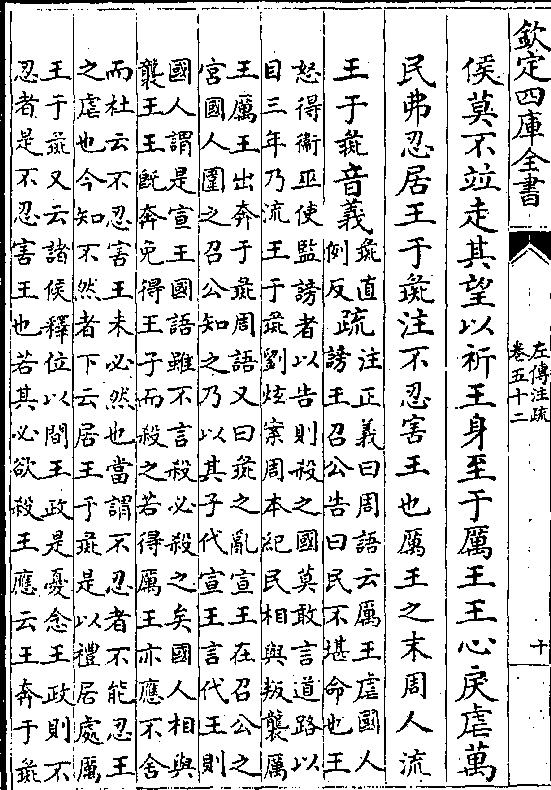 欽定四庫全書
左傳注疏
卷五十二
十
侯莫不竝走其望以祈王身至于厲王王心戾虐萬
民弗忍居王于彘注不忍害王也厲王之末周人流
王于彘音義彘直例反疏注正義曰周語云厲王虐國人謗王召公告曰民不堪命也王
怒得衛巫使監謗者以告則殺之國莫敢言道路以
目三年乃流王于彘劉炫案周本紀民相與叛襲厲
王厲王出奔于彘周語又曰彘之亂宣王在召公之
宮國人圍之召公知之乃以其子代宣王言代王則
國人謂是宣王國語雖不言殺必殺之矣國人相與
襲王王既奔免得王子而殺之若得厲王亦應不舍
而杜云不忍害王未必然也當謂不忍者不能忍王
之虐也今知不然者下云居王于彘是以禮居處厲
王于彘又云諸侯釋位以間王政是憂念王政則不
忍者是不忍害王也若其必欲殺王應云王奔于彘